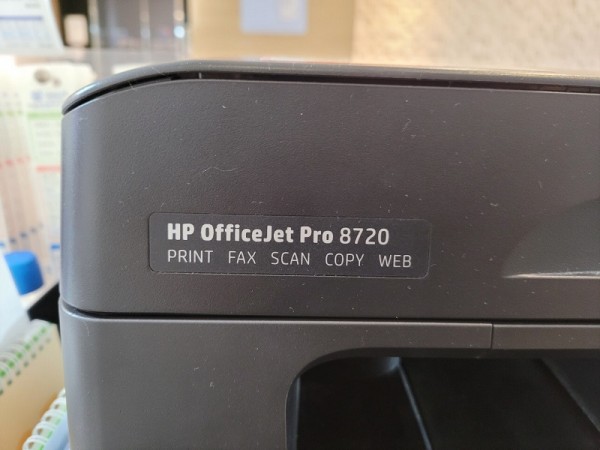 HP OfficeJet Pro 8720
PRINT FAX SCAN COPY WEB